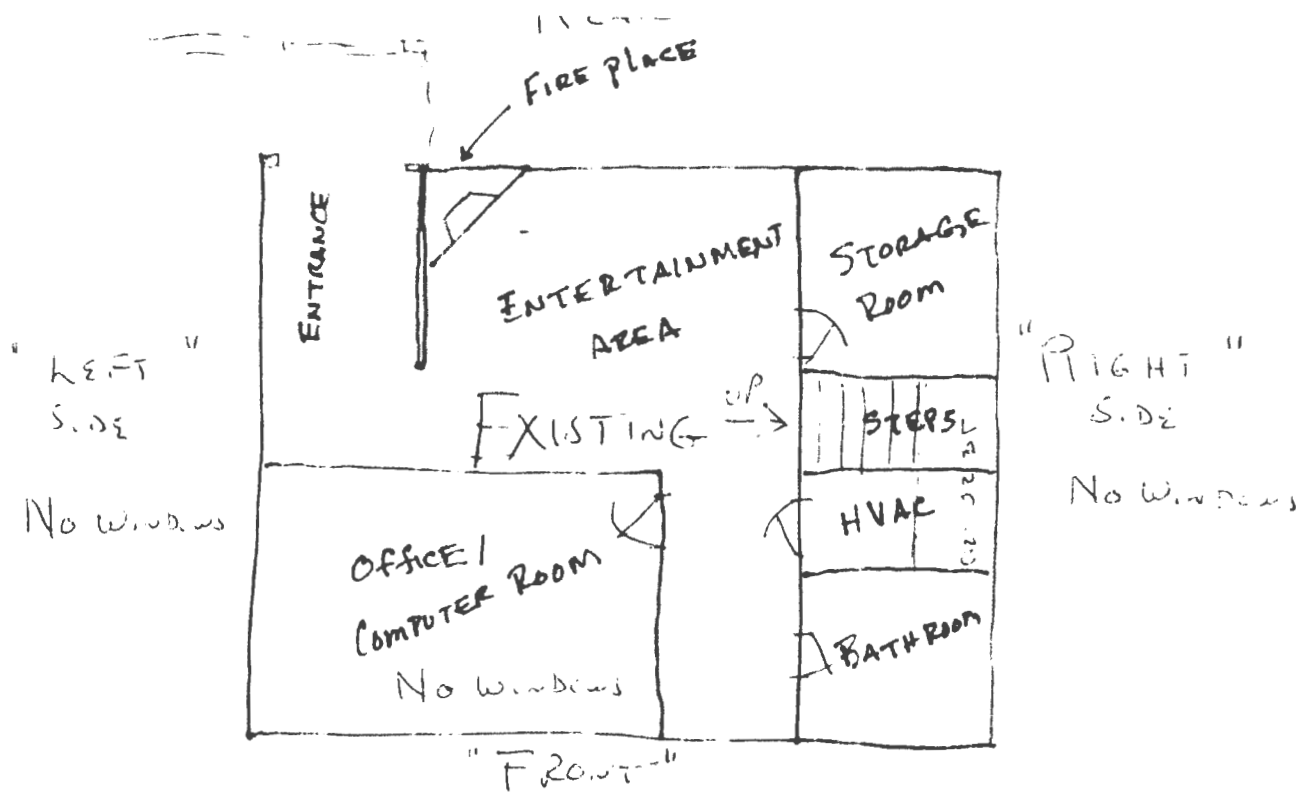 FIRE PLACE
ENTRANCE
ENTERTAINMENT
AREA
STORAGE
ROOM
"LEFT"
SIDE
NO WINDOWS
EXISTING
UP
STEPS
"RIGHT"
SIDE
NO WINDOWS
HVAC
OFFICE/
COMPUTER ROOM
NO WINDOWS
BATHROOM
"FRONT"